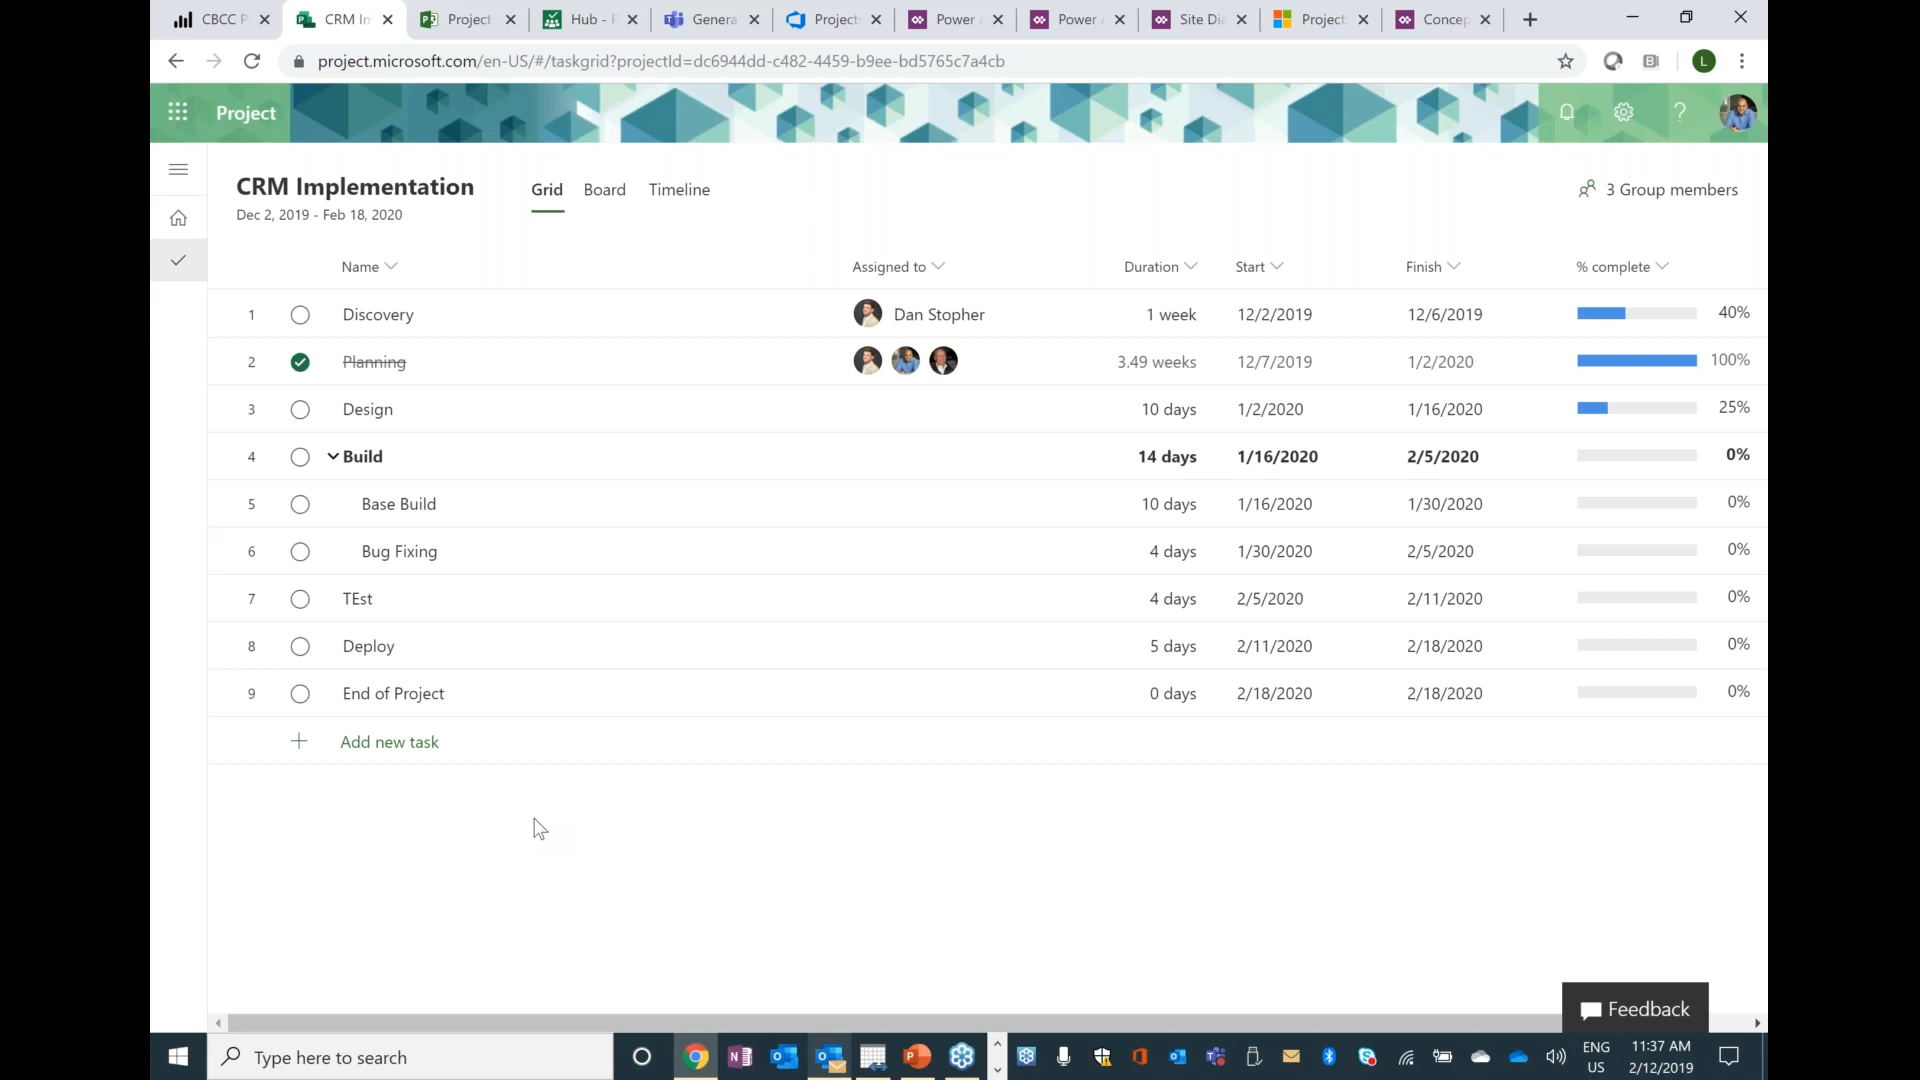 CBCC P
CRM In
Project
Hub - P
Genera
Project
Power A
Power A
Site Dia
Project
Concep
project.microsoft.com/en-US/#/taskgrid?projectId=dc6944dd-c482-4459-b9ee-bd5765c7a4cb
L
Project
CRM Implementation
Grid Board Timeline
3 Group members
Dec 2, 2019 - Feb 18, 2020
Name Assigned to Duration Start Finish % complete
1 Discovery Dan Stopher 1 week 12/2/2019 12/6/2019 40%
2 Planning 3.49 weeks 12/7/2019 1/2/2020 100%
3 Design 10 days 1/2/2020 1/16/2020 25%
4 Build 14 days 1/16/2020 2/5/2020 0%
5 Base Build 10 days 1/16/2020 1/30/2020 0%
6 Bug Fixing 4 days 1/30/2020 2/5/2020 0%
7 TEst 4 days 2/5/2020 2/11/2020 0%
8 Deploy 5 days 2/11/2020 2/18/2020 0%
9 End of Project 0 days 2/18/2020 2/18/2020 0%
Add new task
Feedback
Type here to search
ENG
US
11:37 AM
2/12/2019